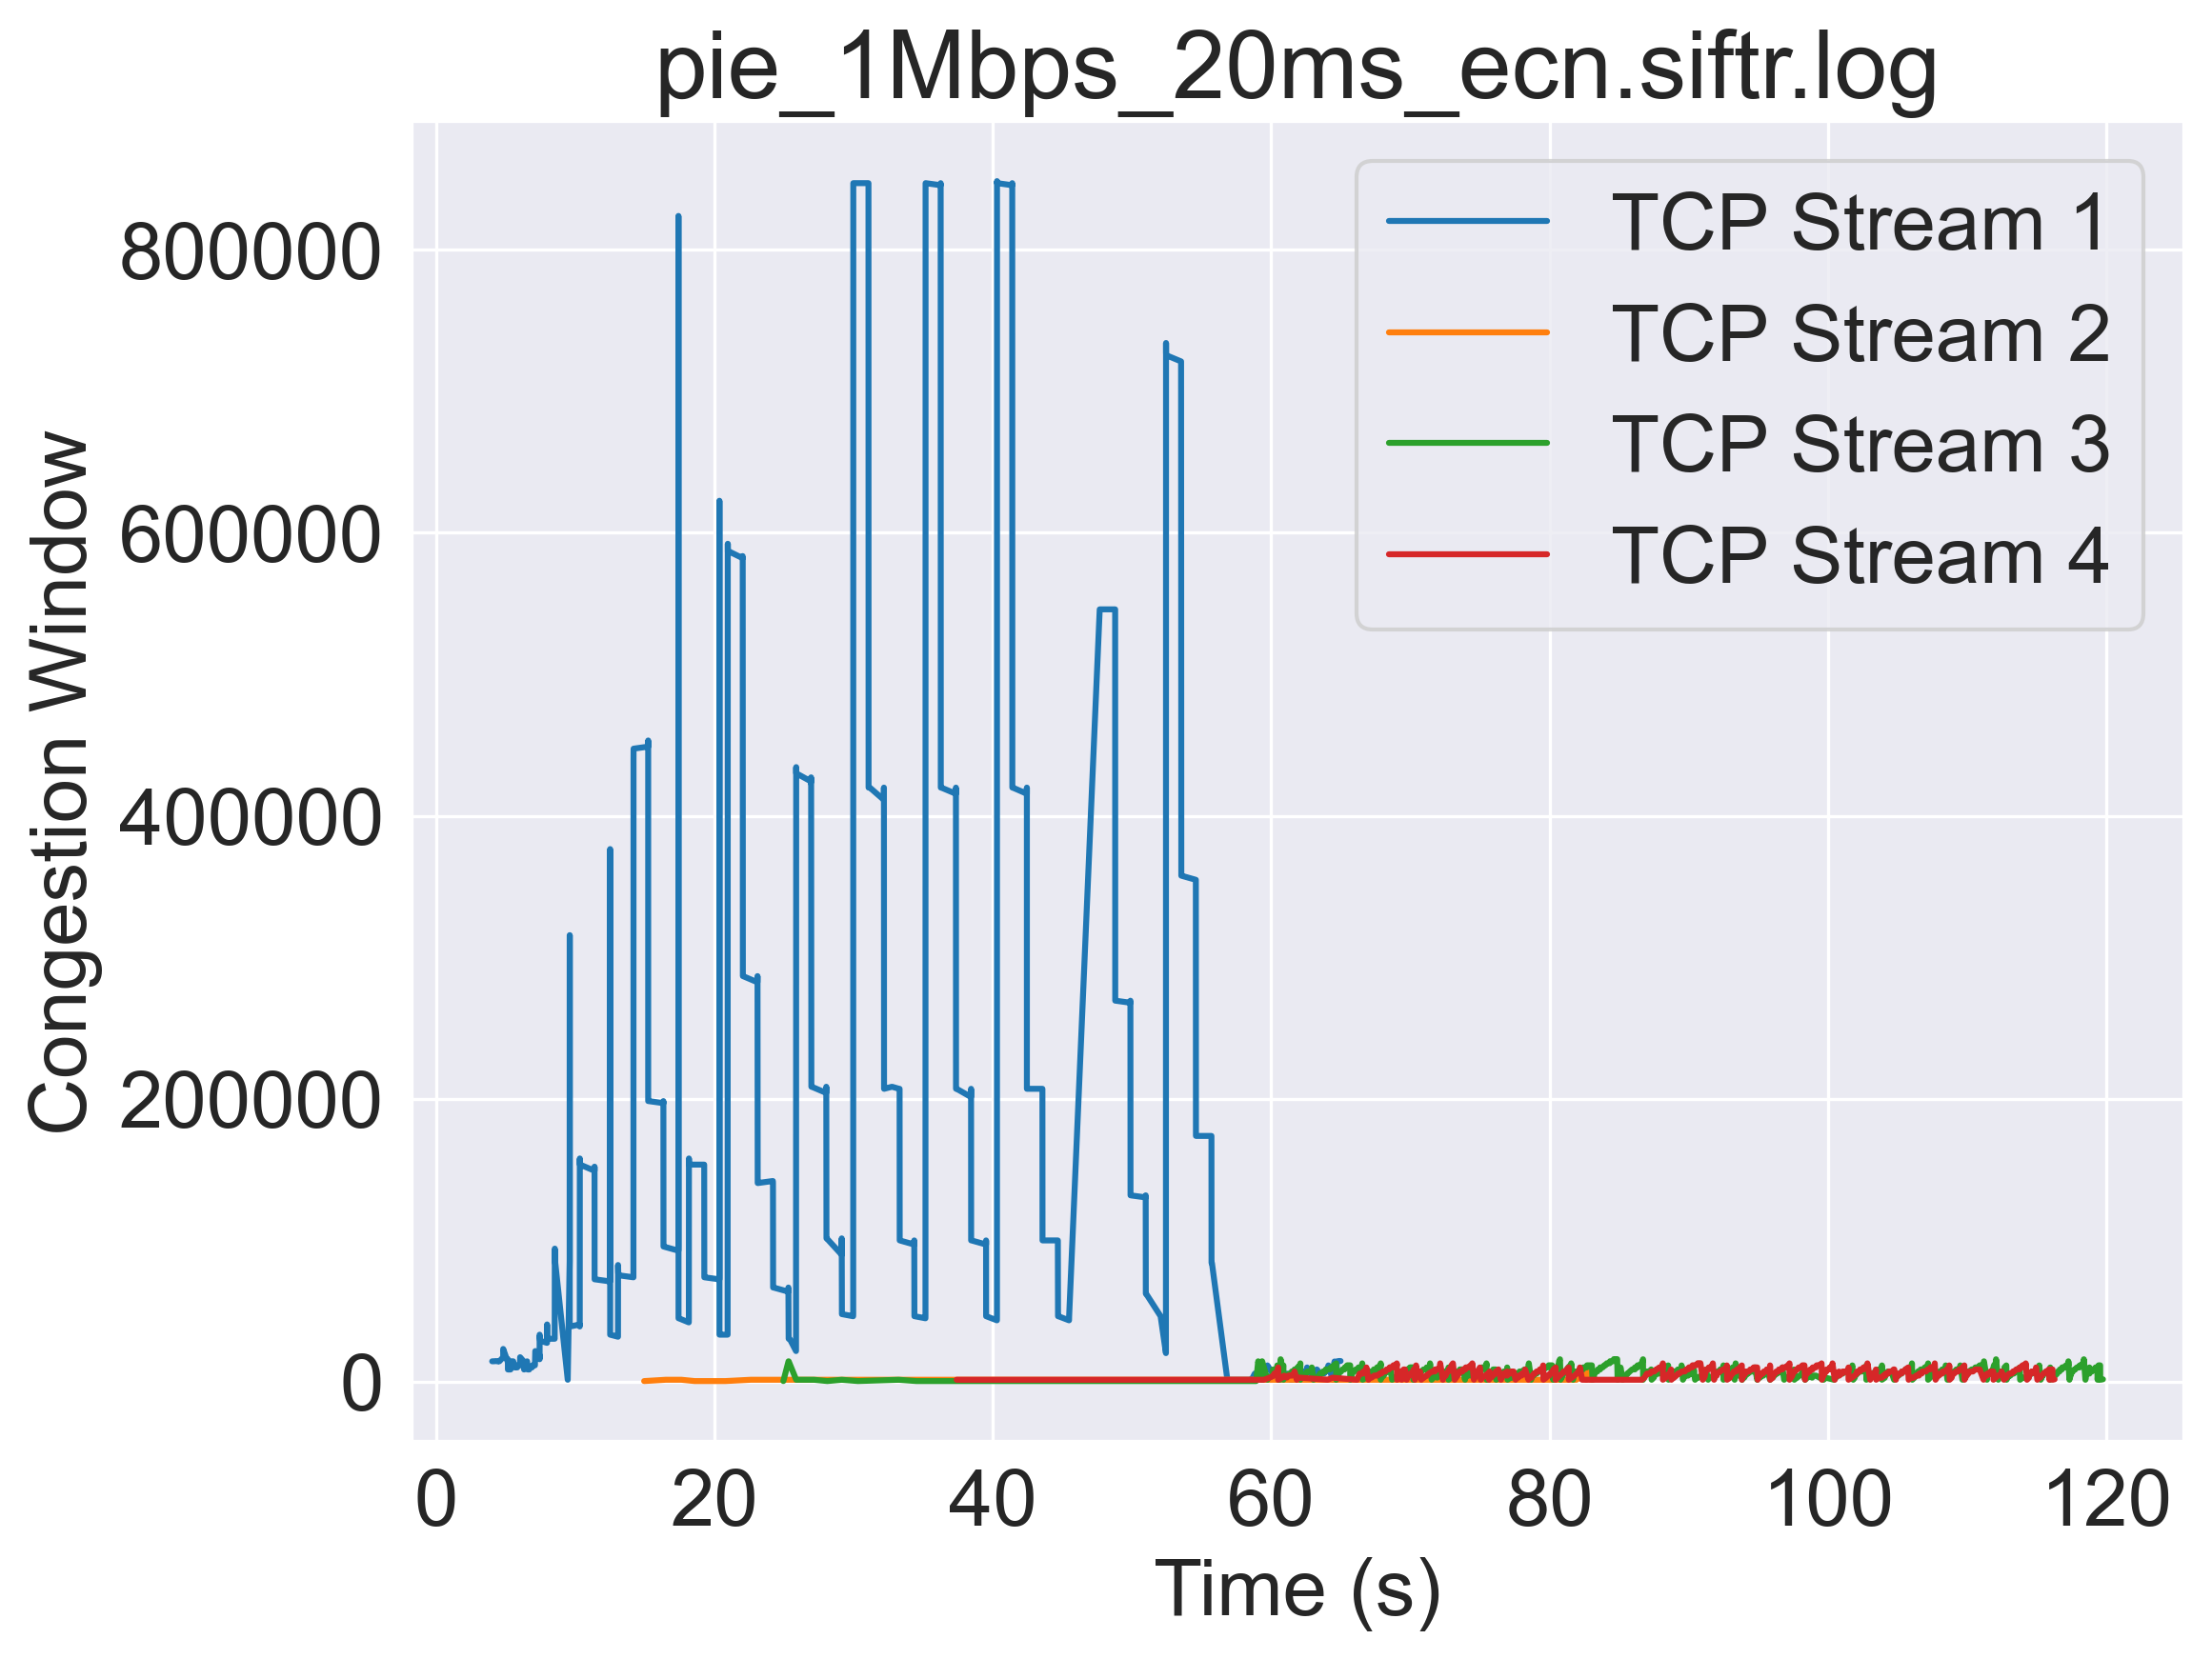 pie_1Mbps_20ms_ecn.siftr.log
TCP Stream 1
TCP Stream 2
TCP Stream 3
TCP Stream 4
Congestion Window
800000
600000
400000
200000
0
0 20 40 60 80 100 120
Time (s)